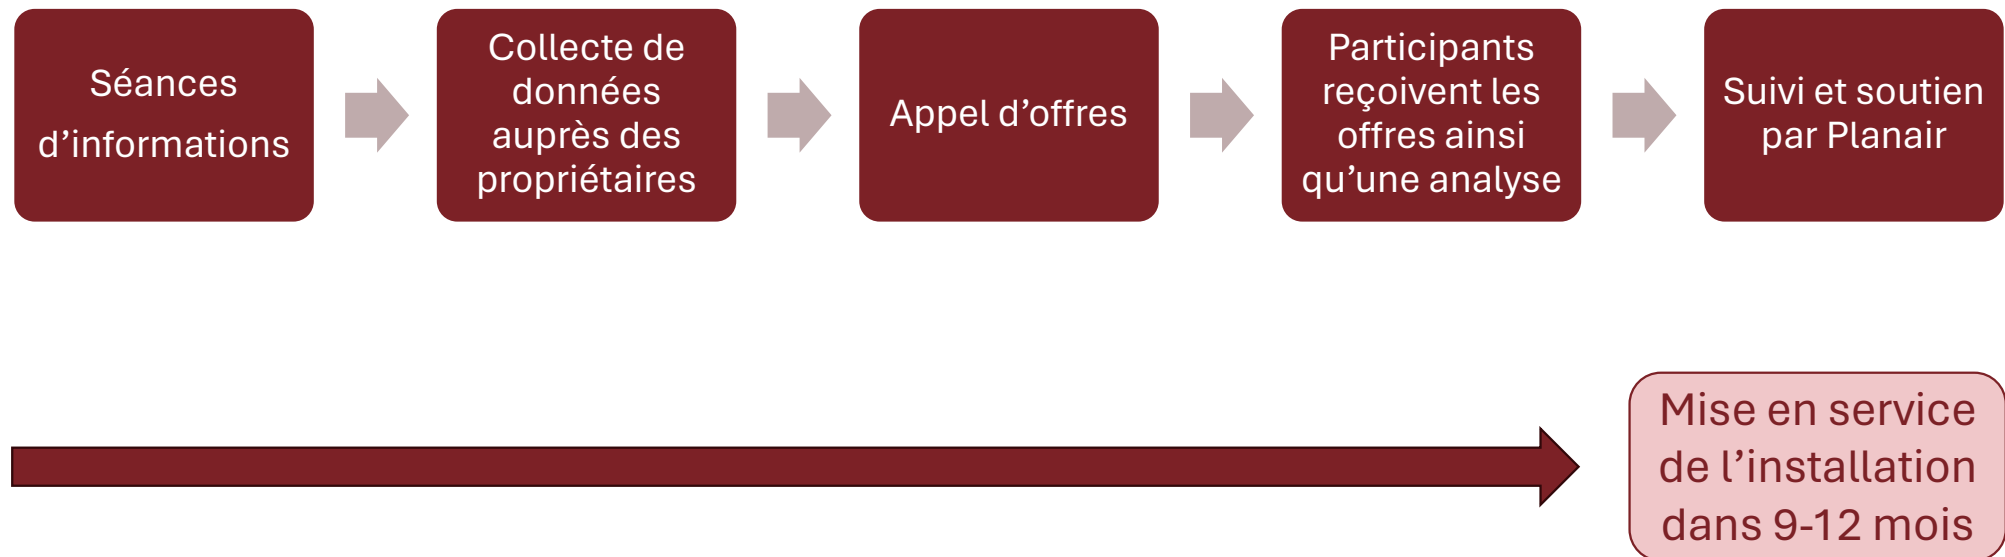 Séances
d’informations
Collecte de
données
auprès des
propriétaires
Appel d’offres
Participants
reçoivent les
offres ainsi
qu’une analyse
Suivi et soutien
par Planair
Mise en service
de l’installation
dans 9-12 mois